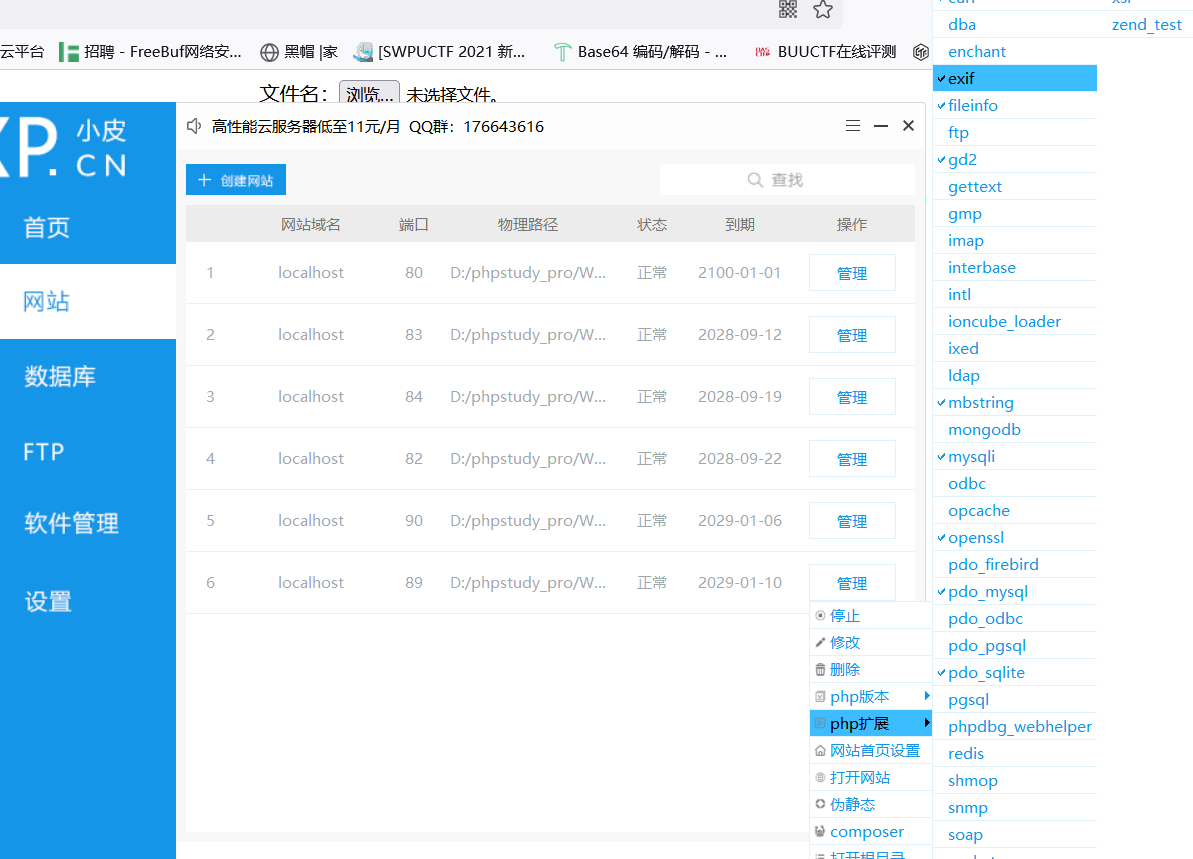 云平台 招聘 - FreeBuf网络安... 黑帽 |家 [SWPUCTF 2021 新... Base64 编码/解码 - ... BUUCTF在线评测
文件名: 浏览... 未选择文件。
XP. 小皮 CN
首页
网站
数据库
FTP
软件管理
设置
高性能云服务器低至11元/月 QQ群：176643616
创建网站 查找
网站域名 端口 物理路径 状态 到期 操作
1 localhost 80 D:/phpstudy_pro/W... 正常 2100-01-01 管理
2 localhost 83 D:/phpstudy_pro/W... 正常 2028-09-12 管理
3 localhost 84 D:/phpstudy_pro/W... 正常 2028-09-19 管理
4 localhost 82 D:/phpstudy_pro/W... 正常 2028-09-22 管理
5 localhost 90 D:/phpstudy_pro/W... 正常 2029-01-06 管理
6 localhost 89 D:/phpstudy_pro/W... 正常 2029-01-10 管理
停止
修改
删除
php版本
php扩展
网站首页设置
打开网站
伪静态
composer
打开根目录
curl xsl
dba zend_test
enchant
exif
fileinfo
ftp
gd2
gettext
gmp
imap
interbase
intl
ioncube_loader
ixed
ldap
mbstring
mongodb
mysqli
odbc
opcache
openssl
pdo_firebird
pdo_mysql
pdo_odbc
pdo_pgsql
pdo_sqlite
pgsql
phpdbg_webhelper
redis
shmop
snmp
soap